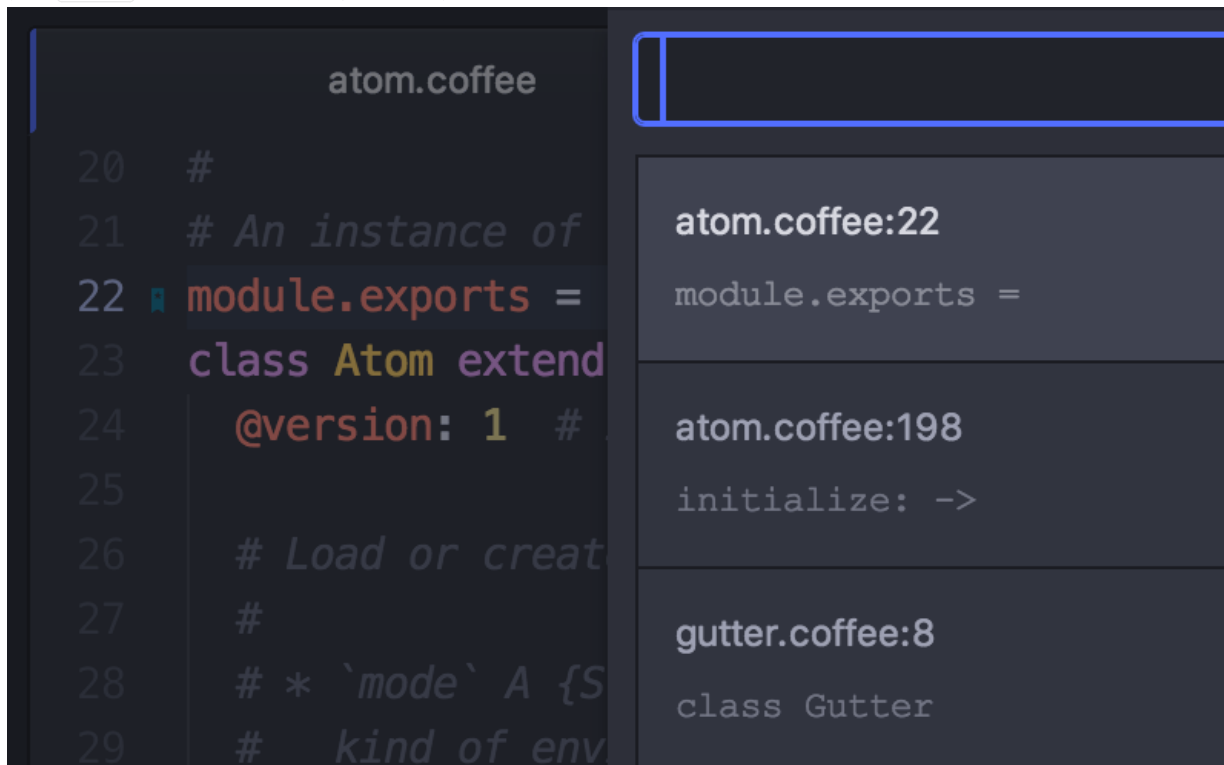 atom.coffee
20 #
21 # An instance of
22 module.exports =
23 class Atom extend
24 @version: 1 #
25
26 # Load or create
27 #
28 # * `mode` A {S
29 # kind of env
atom.coffee:22
module.exports =
atom.coffee:198
initialize: ->
gutter.coffee:8
class Gutter